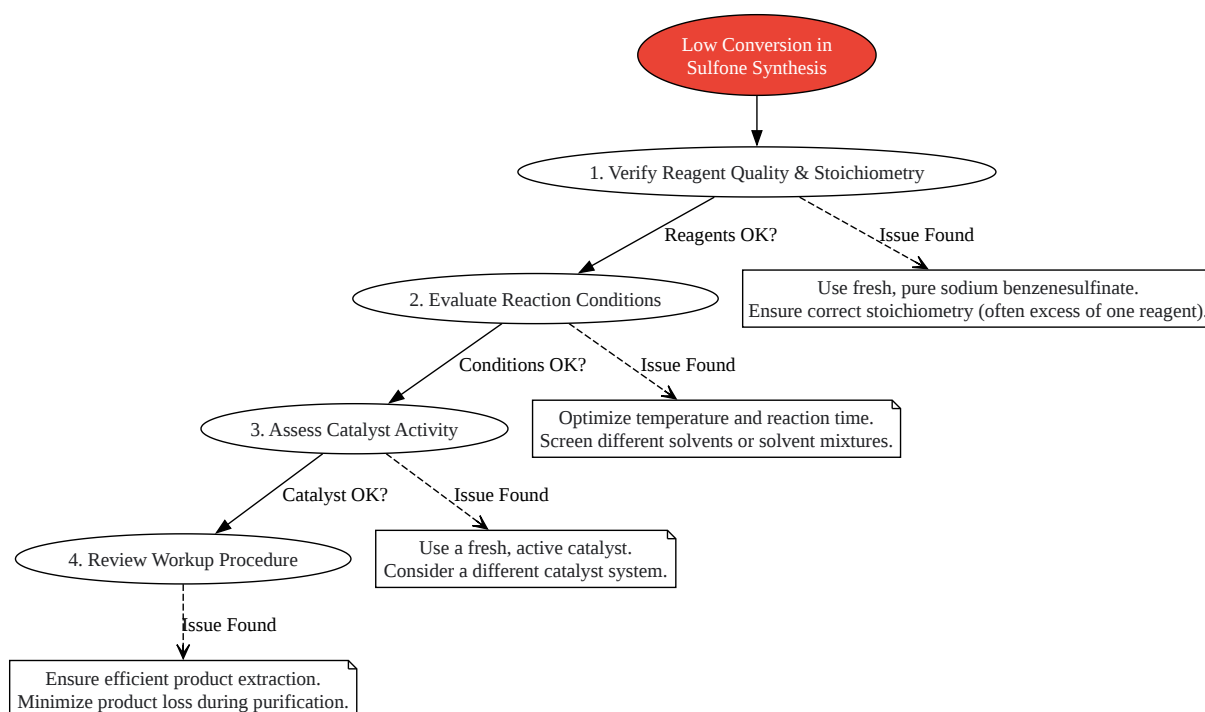 Low Conversion in
Sulfone Synthesis
1. Verify Reagent Quality & Stoichiometry
Reagents OK?
Issue Found
Use fresh, pure sodium benzenesulfinate.
Ensure correct stoichiometry (often excess of one reagent).
2. Evaluate Reaction Conditions
Conditions OK?
Issue Found
Optimize temperature and reaction time.
Screen different solvents or solvent mixtures.
3. Assess Catalyst Activity
Catalyst OK?
Issue Found
Use a fresh, active catalyst.
Consider a different catalyst system.
4. Review Workup Procedure
Issue Found
Ensure efficient product extraction.
Minimize product loss during purification.